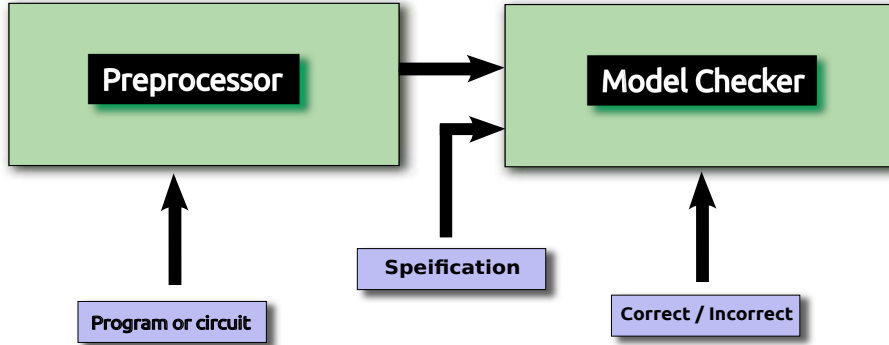 Preprocessor
Model Checker
Speification
Program or circuit
Correct / Incorrect